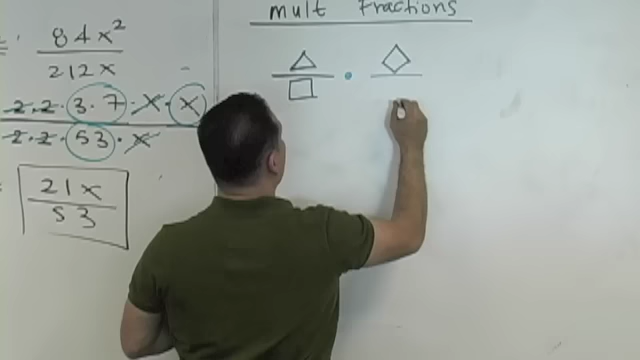 84x²
212x
2·2·3·7·x·x
2·2·53·x
21x
53
mult Fractions
△ · ◇
□